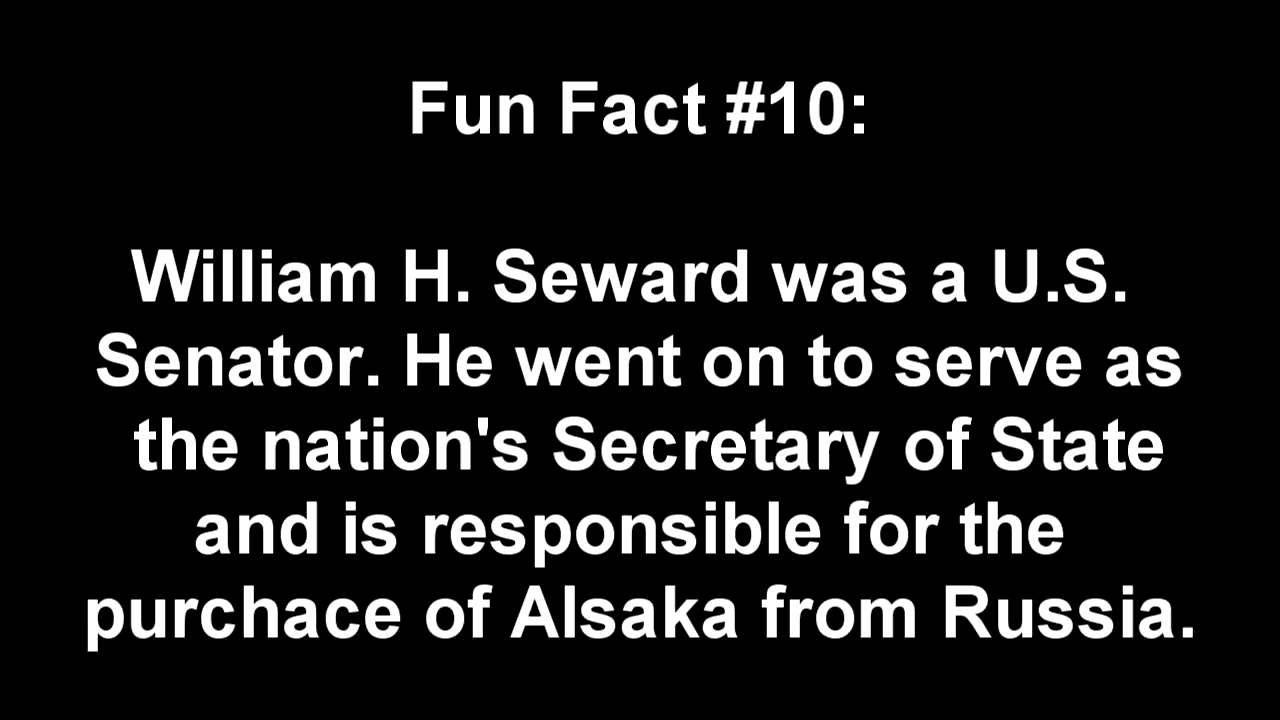 Fun Fact #10:
William H. Seward was a U.S.
Senator. He went on to serve as
the nation's Secretary of State
and is responsible for the
purchace of Alsaka from Russia.